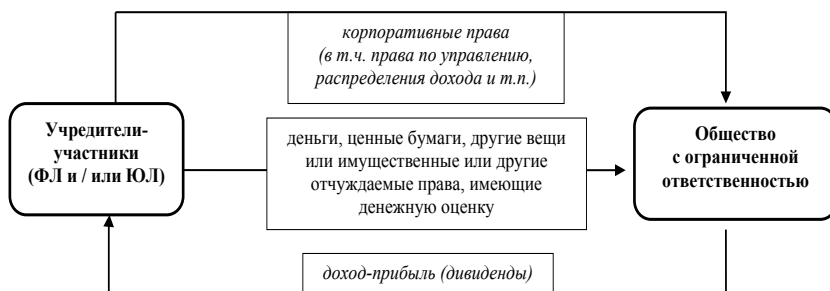 корпоративные права
(в т.ч. права по управлению,
распределения дохода и т.п.)
Учредители-
участники
(ФЛ и / или ЮЛ)
деньги, ценные бумаги, другие вещи
или имущественные или другие
отчуждаемые права, имеющие
денежную оценку
Общество
с ограниченной
ответственностью
доход-прибыль (дивиденды)